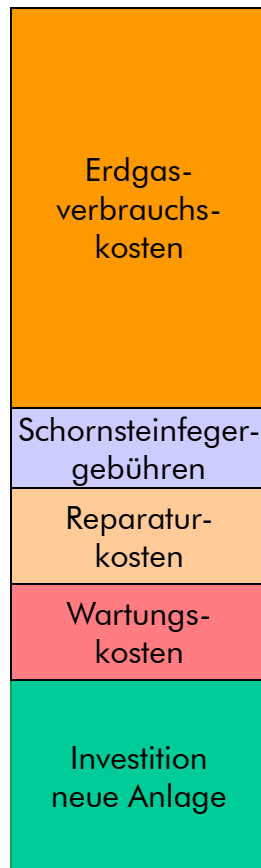 Erdgas-
verbrauchs-
kosten
Schornsteinfeger-
gebühren
Reparatur-
kosten
Wartungs-
kosten
Investition
neue Anlage